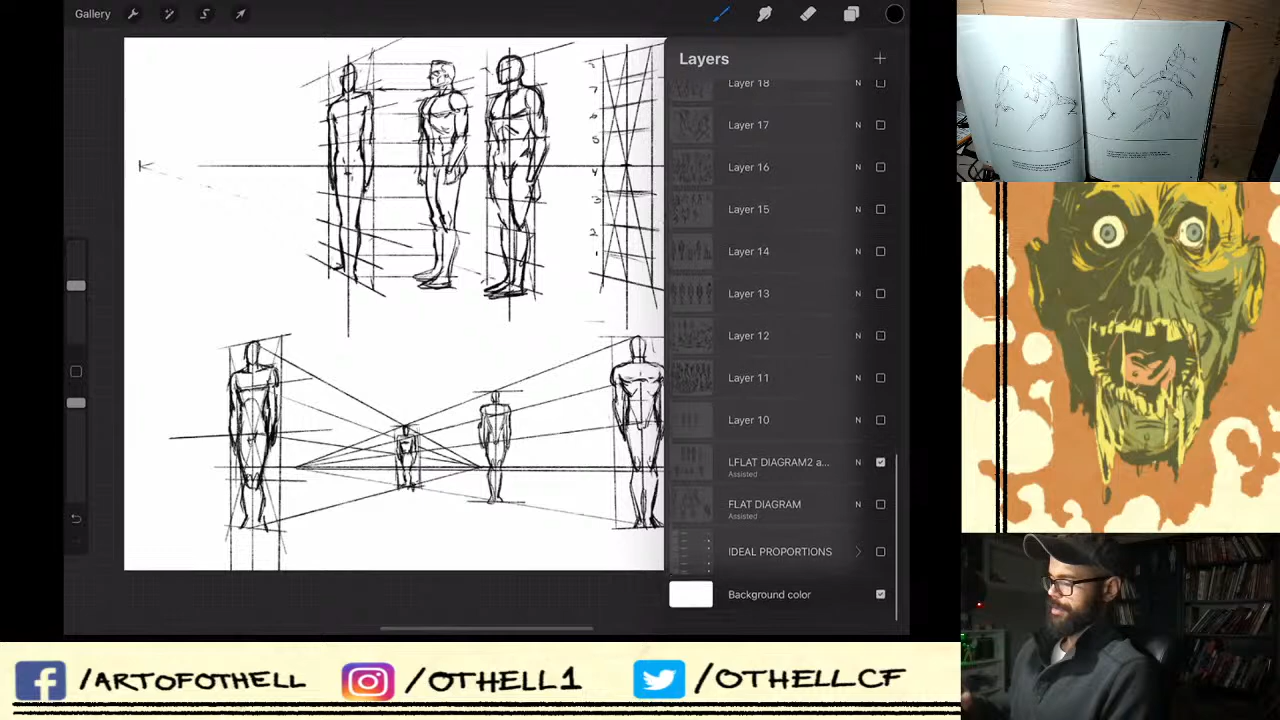 Gallery
Layers
Layer 18
N
Layer 17
N
Layer 16
N
Layer 15
N
Layer 14
N
Layer 13
N
Layer 12
N
Layer 11
N
Layer 10
N
LFLAT DIAGRAM2 a...
N
Assisted
FLAT DIAGRAM
N
Assisted
IDEAL PROPORTIONS
Background color
/ARTOFOTHELL
/OTHELL1
/OTHELL_CF